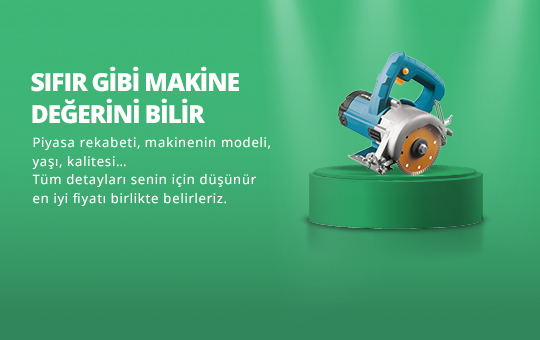 SIFIR GİBİ MAKİNE
DEĞERİNİ BİLİR
Piyasa rekabeti, makinenin modeli,
yaşı, kalitesi...
Tüm detayları senin için düşünür
en iyi fiyatı birlikte belirleriz.